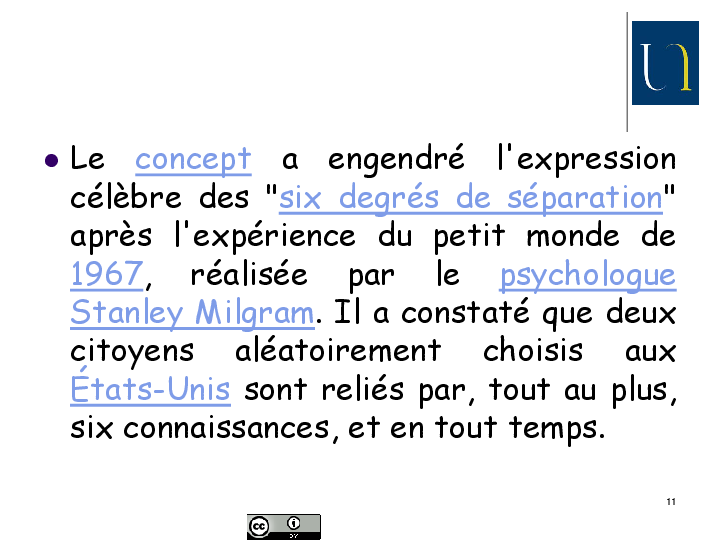 Le concept a engendré l'expression
célèbre des "six degrés de séparation"
après l'expérience du petit monde de
1967, réalisée par le psychologue
Stanley Milgram. Il a constaté que deux
citoyens aléatoirement choisis aux
États-Unis sont reliés par, tout au plus,
six connaissances, et en tout temps.
11
cc
BY